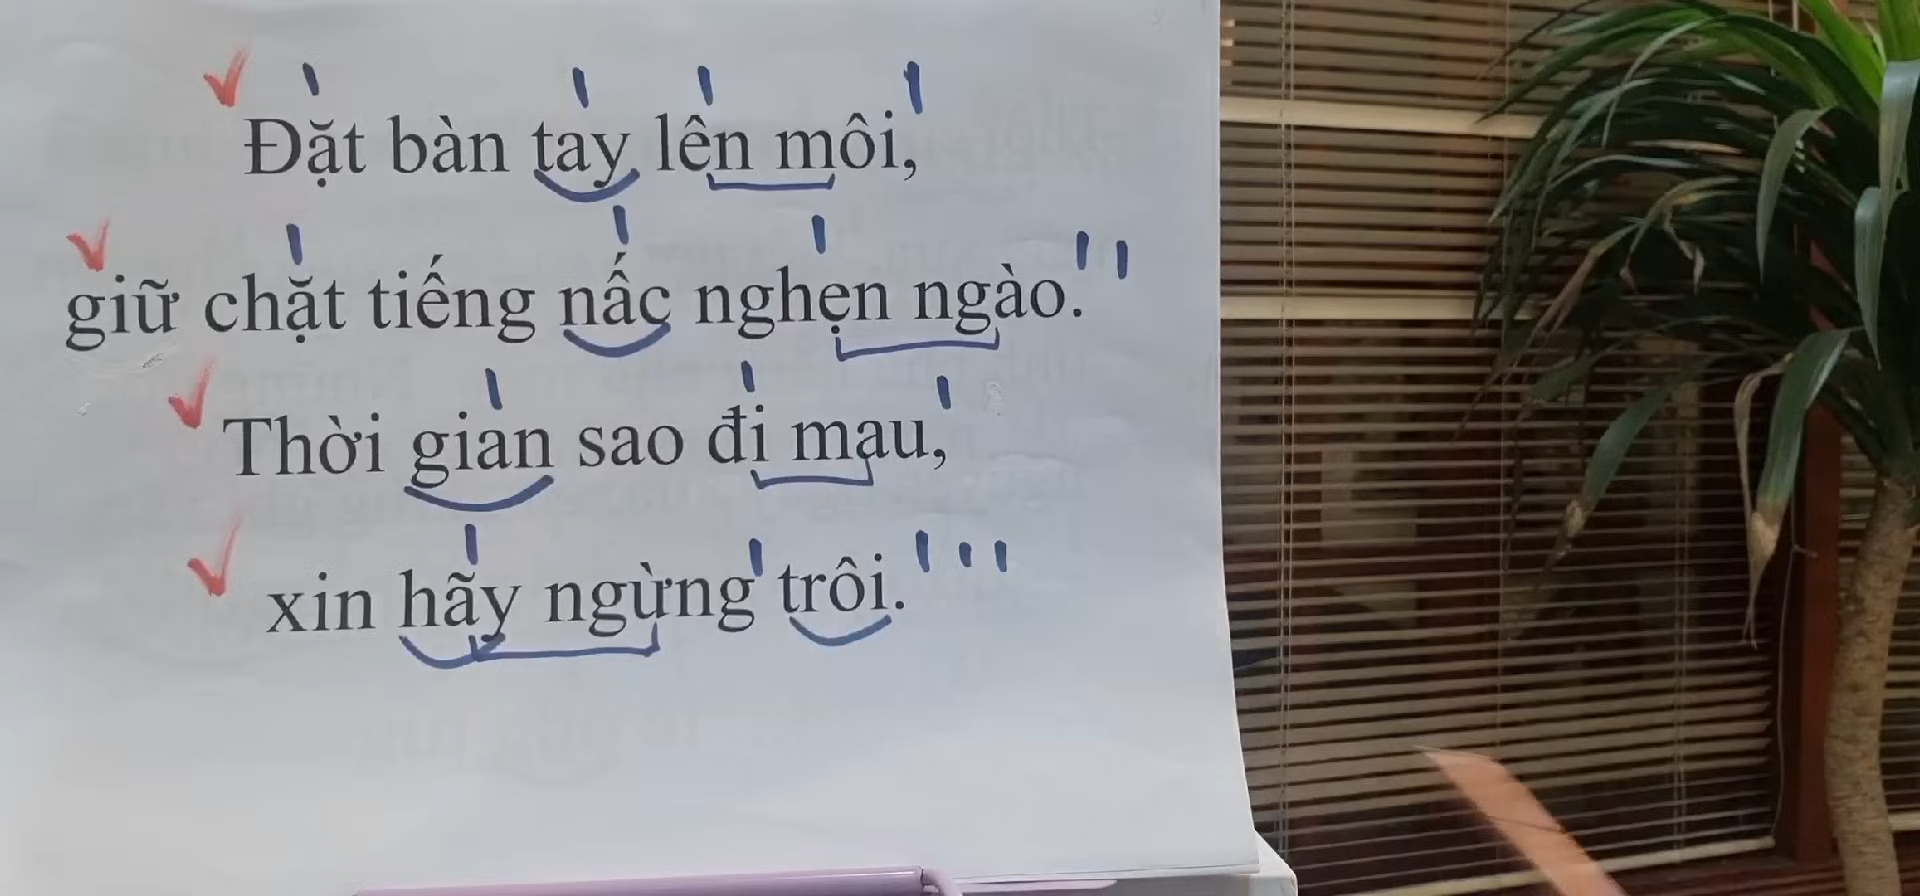 Đặt bàn tay lên môi,
giữ chặt tiếng nấc nghẹn ngào.
Thời gian sao đi mau,
xin hãy ngừng trôi.